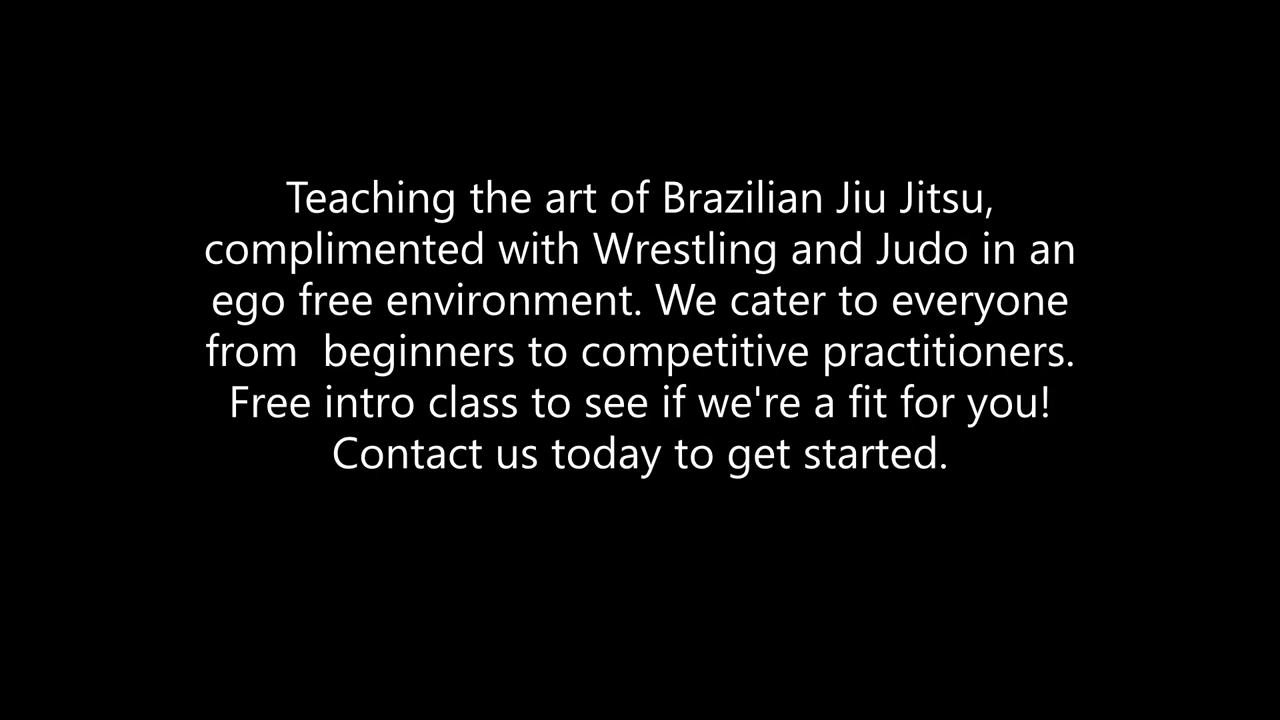 Teaching the art of Brazilian Jiu Jitsu,
complimented with Wrestling and Judo in an
ego free environment. We cater to everyone
from  beginners to competitive practitioners.
Free intro class to see if we're a fit for you!
Contact us today to get started.